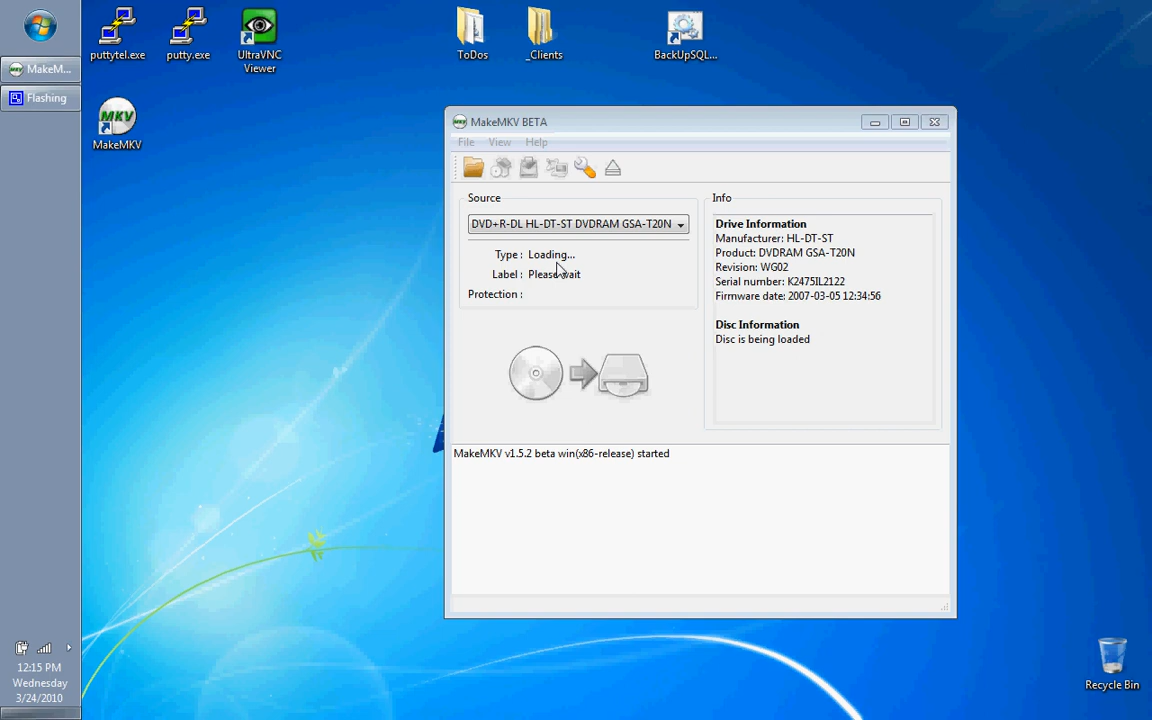 puttytel.exe
putty.exe
UltraVNC
Viewer
ToDos
_Clients
BackUpSQL...
MakeM...
Flashing
MKV
MakeMKV
MakeMKV BETA
File View Help
Source
DVD+R-DL HL-DT-ST DVDRAM GSA-T20N
Type : Loading...
Label : Please wait
Protection :
Info
Drive Information
Manufacturer: HL-DT-ST
Product: DVDRAM GSA-T20N
Revision: WG02
Serial number: K2475IL2122
Firmware date: 2007-03-05 12:34:56
Disc Information
Disc is being loaded
MakeMKV v1.5.2 beta win(x86-release) started
12:15 PM
Wednesday
3/24/2010
Recycle Bin